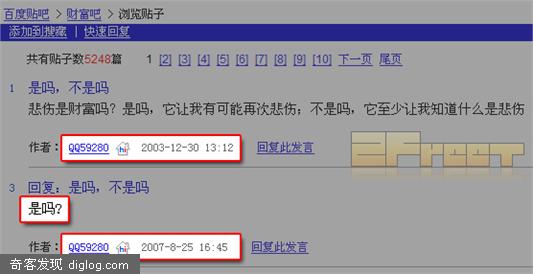 百度贴吧 > 财富吧 > 浏览贴子
添加到搜藏 | 快速回复
共有贴子数5248篇 1 [2] [3] [4] [5] [6] [7] [8] [9] [10] 下一页 尾页
1 是吗，不是吗
悲伤是财富吗？是吗，它让我有可能再次悲伤；不是吗，它至少让我知道什么是悲伤
作者：QQ59280 hi 2003-12-30 13:12 回复此发言
3 回复：是吗，不是吗
是吗？
作者：QQ59280 hi 2007-8-25 16:45 回复此发言
奇客发现 diglog.com